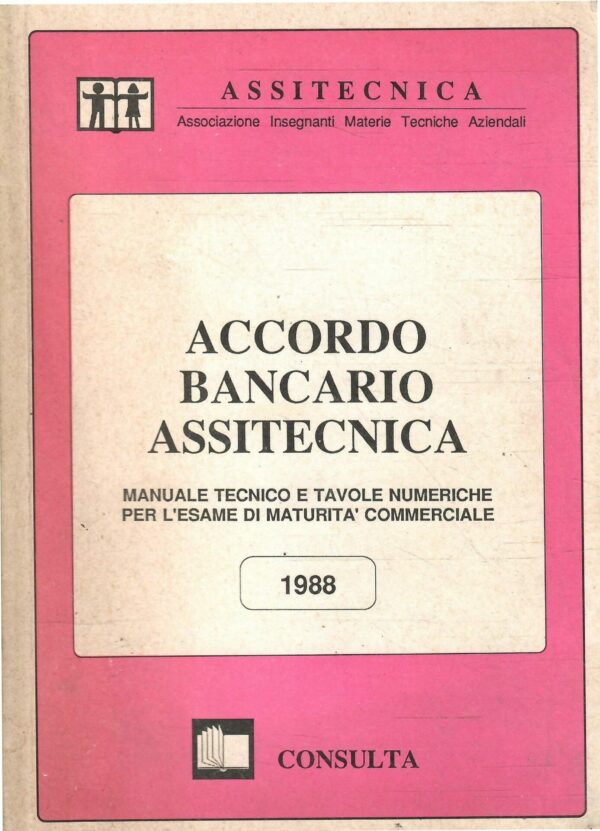 ASSITECNICA
Associazione Insegnanti Materie Tecniche Aziendali
ACCORDO
BANCARIO
ASSITECNICA
MANUALE TECNICO E TAVOLE NUMERICHE
PER L'ESAME DI MATURITA' COMMERCIALE
1988
CONSULTA